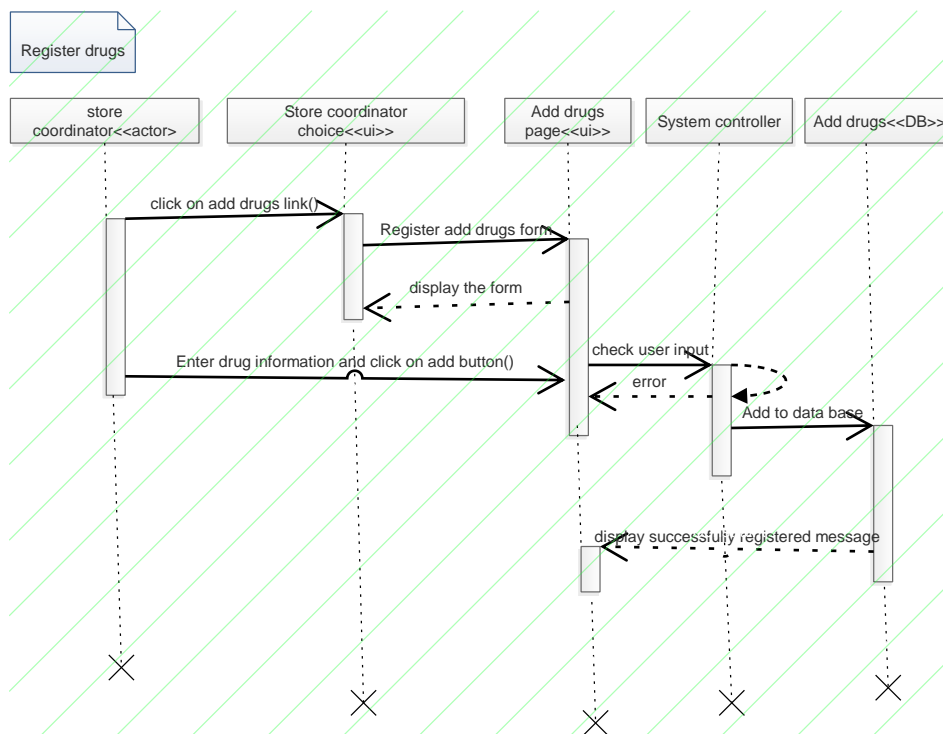 Register drugs
store
coordinator<<actor>
Store coordinator
choice<<ui>>
Add drugs
page<<ui>>
System controller
Add drugs<<DB>>
click on add drugs link()
Register add drugs form
display the form
Enter drug information and click on add button()
check user input
error
Add to data base
display successfully registered message